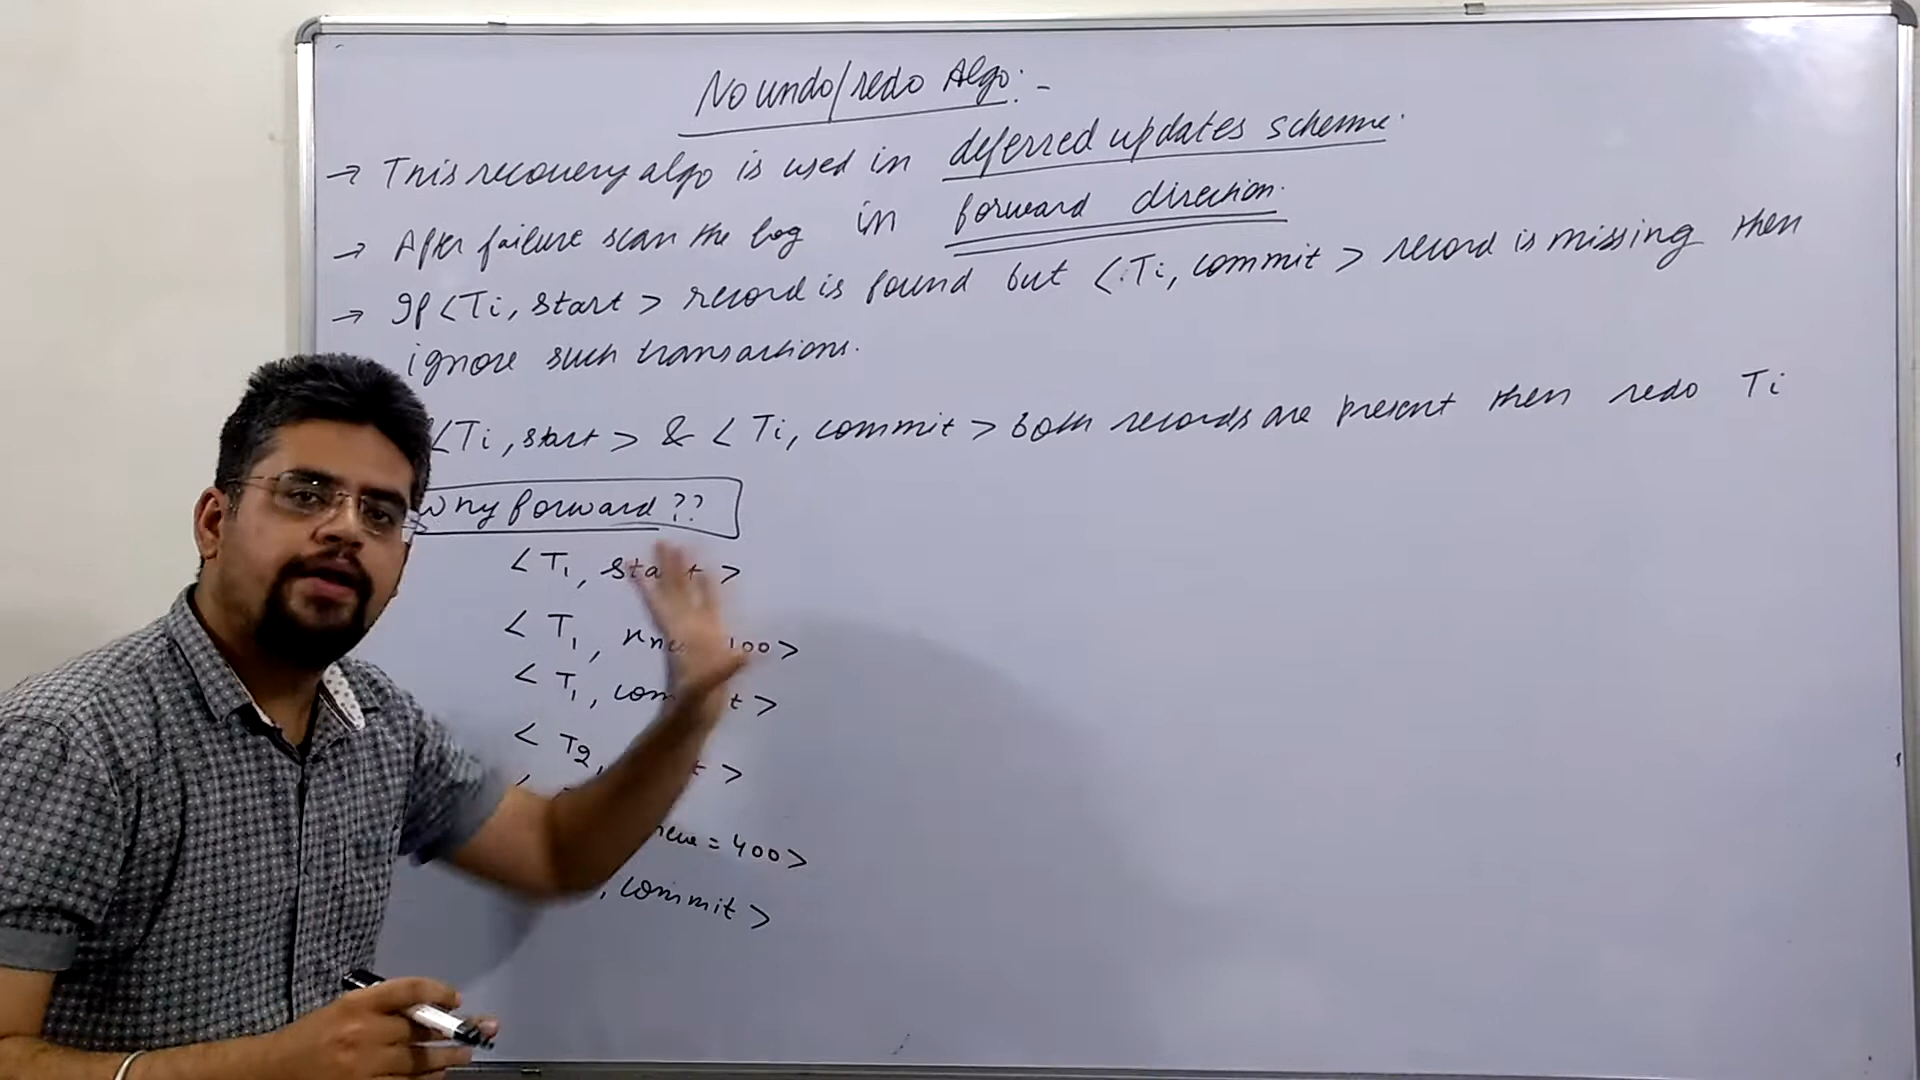 No undo/redo Algo:-
→ This recovery algo is used in deferred updates scheme.
→ After failure scan the log in forward direction.
→ If <Ti, start> record is found but <Ti, commit> record is missing then
ignore such transactions.
<Ti, start> & <Ti, commit> both records are present then redo Ti
Why forward??
<T1, start>
<T1, 100>
<T1, commit>
<T2, >
new = 400>
, commit>